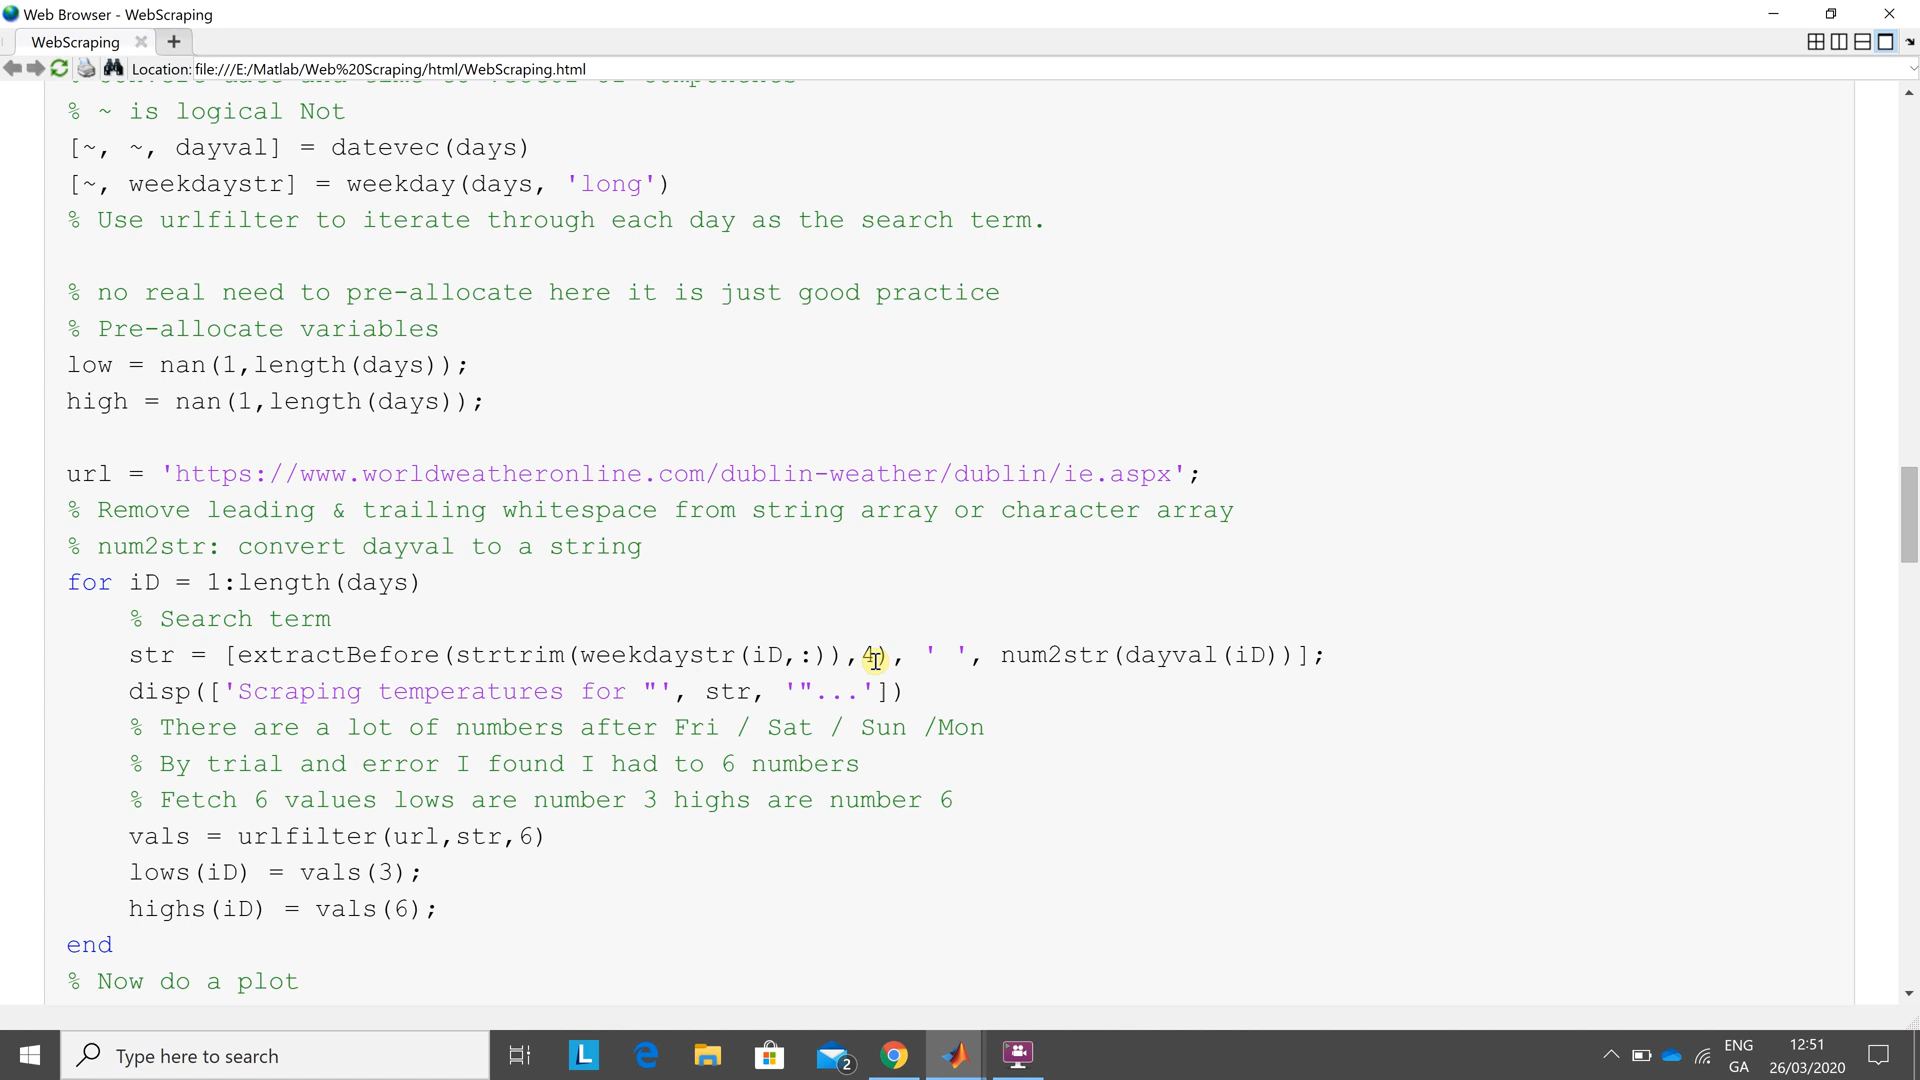 Web Browser - WebScraping
WebScraping
Location: file:///E:/Matlab/Web%20Scraping/html/WebScraping.html
% ~ is logical Not
[~, ~, dayval] = datevec(days)
[~, weekdaystr] = weekday(days, 'long')
% Use urlfilter to iterate through each day as the search term.
% no real need to pre-allocate here it is just good practice
% Pre-allocate variables
low = nan(1,length(days));
high = nan(1,length(days));
url = 'https://www.worldweatheronline.com/dublin-weather/dublin/ie.aspx';
% Remove leading & trailing whitespace from string array or character array
% num2str: convert dayval to a string
for iD = 1:length(days)
% Search term
str = [extractBefore(strtrim(weekdaystr(iD,:)),4), ' ', num2str(dayval(iD))];
disp(['Scraping temperatures for "', str, '"...'])
% There are a lot of numbers after Fri / Sat / Sun /Mon
% By trial and error I found I had to 6 numbers
% Fetch 6 values lows are number 3 highs are number 6
vals = urlfilter(url,str,6)
lows(iD) = vals(3);
highs(iD) = vals(6);
end
% Now do a plot
Type here to search
L
2
ENG
GA
12:51
26/03/2020